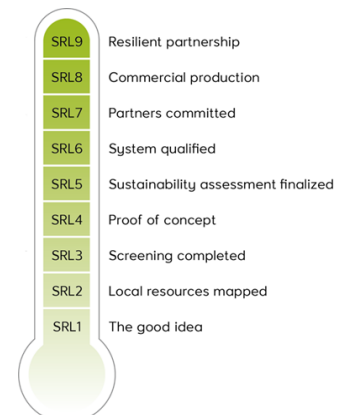 SRL9 Resilient partnership
SRL8 Commercial production
SRL7 Partners committed
SRL6 System qualified
SRL5 Sustainability assessment finalized
SRL4 Proof of concept
SRL3 Screening completed
SRL2 Local resources mapped
SRL1 The good idea